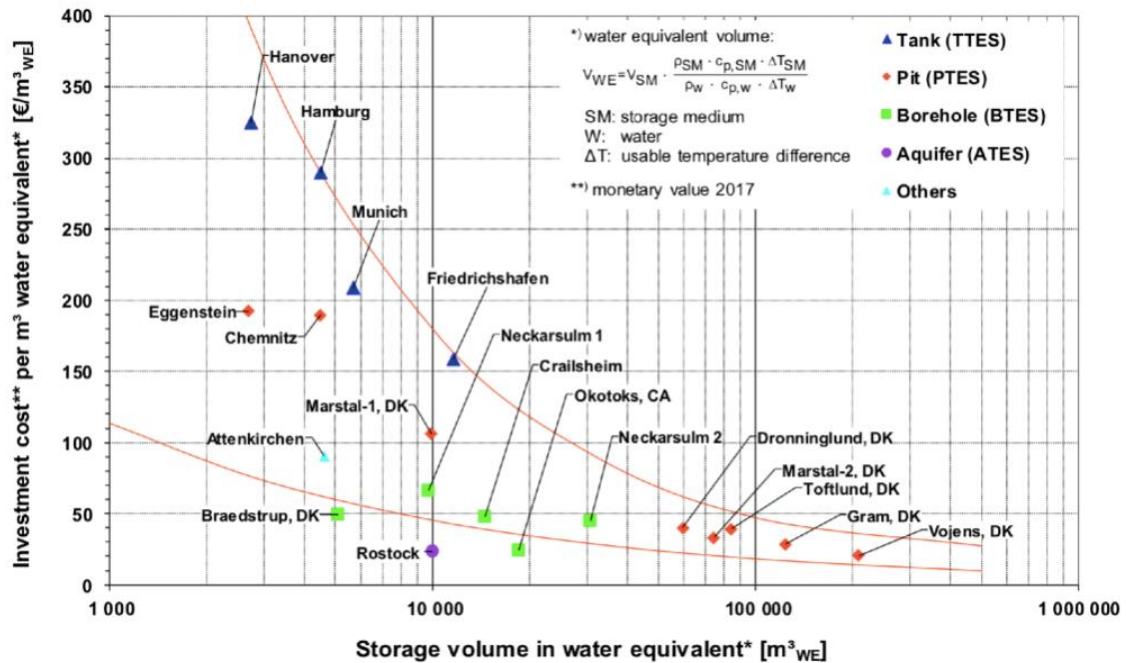 Investment cost** per m³ water equivalent* [€/m³WE]
400
350
300
250
200
150
100
50
0
Hanover
Hamburg
Munich
Friedrichshafen
Eggenstein
Chemnitz
Neckarsulm 1
Crailsheim
Marstal-1, DK
Okotoks, CA
Attenkirchen
Neckarsulm 2
Dronninglund, DK
Marstal-2, DK
Toftlund, DK
Braedstrup, DK
Gram, DK
Vojens, DK
Rostock
*) water equivalent volume:
VWE=VSM · ρSM · cp,SM · ΔTSM / ρw · cp,w · ΔTw
SM: storage medium
W: water
ΔT: usable temperature difference
**) monetary value 2017
Tank (TTES)
Pit (PTES)
Borehole (BTES)
Aquifer (ATES)
Others
1 000
10 000
100 000
1 000 000
Storage volume in water equivalent* [m³WE]